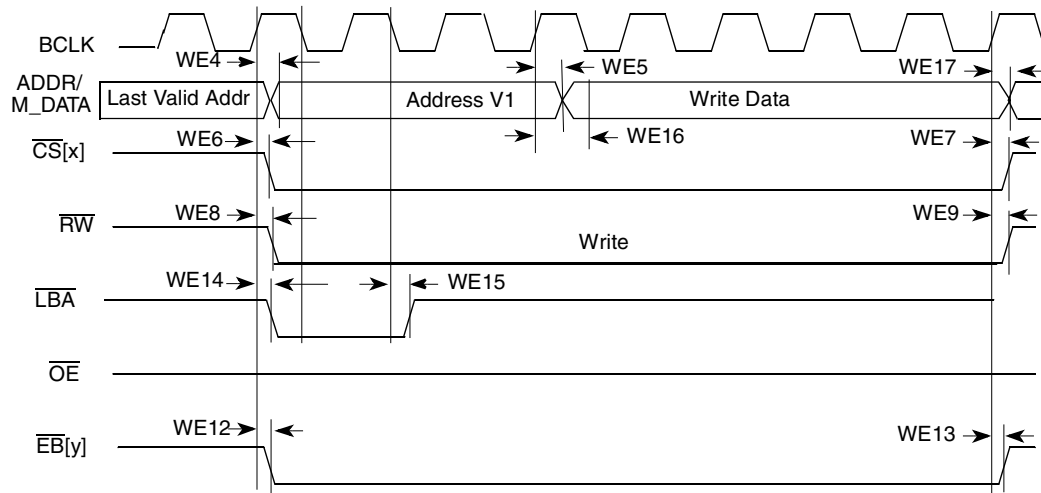 BCLK
WE4
WE5
WE17
ADDR/
M_DATA
Last Valid Addr
Address V1
Write Data
WE6
WE16
WE7
CS[x]
WE8
WE9
RW
Write
WE14
WE15
LBA
OE
WE12
WE13
EB[y]